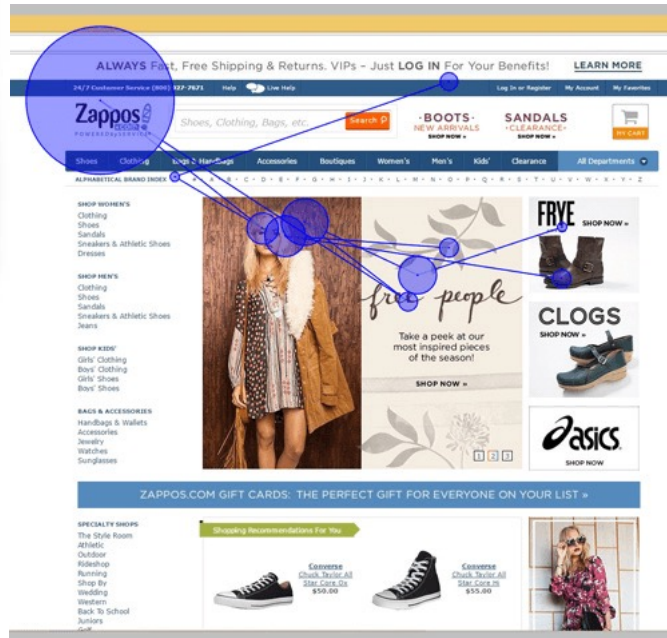 ALWAYS Fast, Free Shipping & Returns. VIPs – Just LOG IN For Your Benefits! LEARN MORE
24/7 Customer Service (800) 927-7671 Help Live Help Log In or Register My Account My Favorites
Zappos
.com
POWERED by SERVICE
Shoes, Clothing, Bags, etc. Search
·BOOTS·
NEW ARRIVALS
SHOP NOW »
SANDALS
·CLEARANCE·
SHOP NOW »
MY CART
Shoes Clothing Bags & Handbags Accessories Boutiques Women's Men's Kids' Clearance All Departments
ALPHABETICAL BRAND INDEX # · A · B · C · D · E · F · G · H · I · J · K · L · M · N · O · P · Q · R · S · T · U · V · W · X · Y · Z
SHOP WOMEN'S
Clothing
Shoes
Sandals
Sneakers & Athletic Shoes
Dresses
SHOP MEN'S
Clothing
Shoes
Sandals
Sneakers & Athletic Shoes
Jeans
SHOP KIDS'
Girls' Clothing
Boys' Clothing
Girls' Shoes
Boys' Shoes
BAGS & ACCESSORIES
Handbags & Wallets
Accessories
Jewelry
Watches
Sunglasses
free people
Take a peek at our
most inspired pieces
of the season!
SHOP NOW »
1 2 3
FRYE SHOP NOW »
CLOGS
SHOP NOW »
asics
SHOP NOW
ZAPPOS.COM GIFT CARDS: THE PERFECT GIFT FOR EVERYONE ON YOUR LIST »
SPECIALTY SHOPS
The Style Room
Athletic
Outdoor
Rideshop
Running
Shop By
Wedding
Western
Back To School
Juniors
Golf
Shopping Recommendations For You
Converse
Chuck Taylor All
Star Core Ox
$50.00
Converse
Chuck Taylor All
Star Core Hi
$55.00